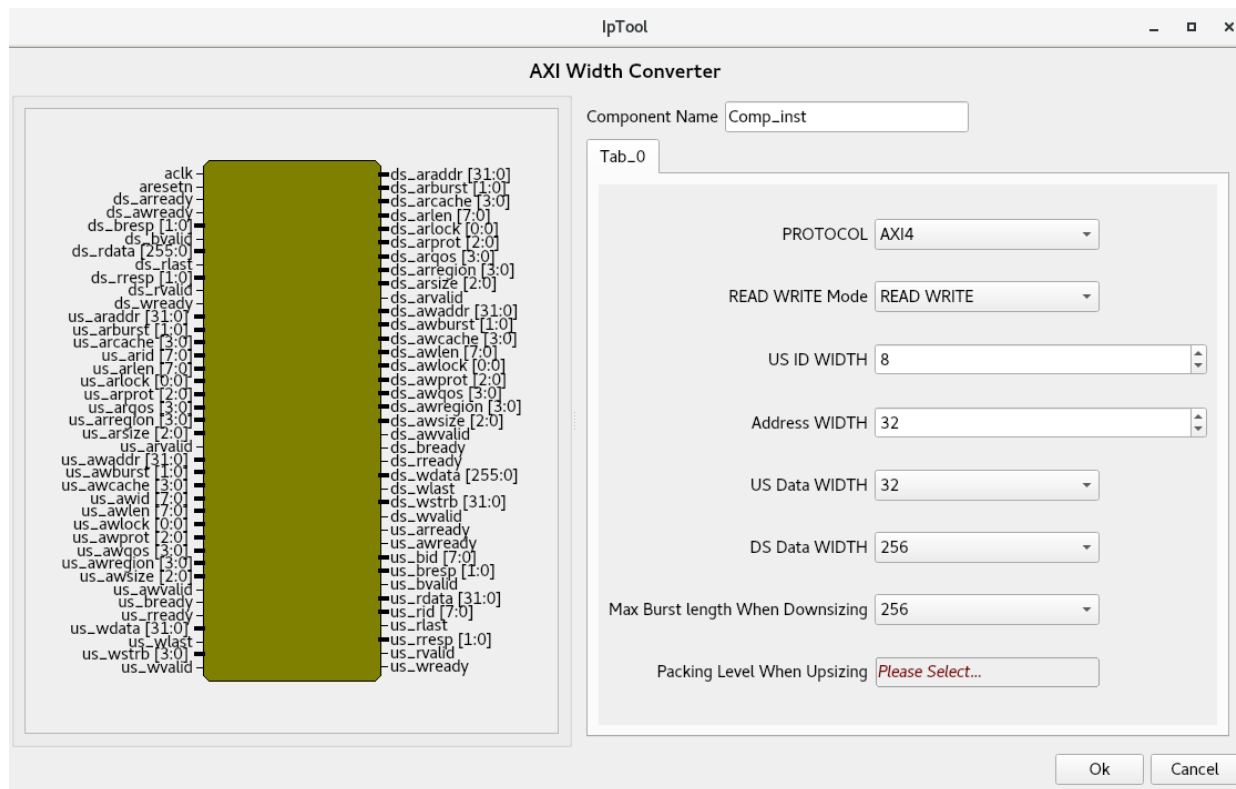 IpTool
AXI Width Converter
aclk
aresetn
ds_arready
ds_awready
ds_bresp [1:0]
ds_bvalid
ds_rdata [255:0]
ds_rlast
ds_rresp [1:0]
ds_rvalid
ds_wready
us_araddr [31:0]
us_arburst [1:0]
us_arcache [3:0]
us_arid [7:0]
us_arlen [7:0]
us_arlock [0:0]
us_arprot [2:0]
us_arqos [3:0]
us_arregion [3:0]
us_arsize [2:0]
us_arvalid
us_awaddr [31:0]
us_awburst [1:0]
us_awcache [3:0]
us_awid [7:0]
us_awlen [7:0]
us_awlock [0:0]
us_awprot [2:0]
us_awqos [3:0]
us_awregion [3:0]
us_awsize [2:0]
us_awvalid
us_bready
us_rready
us_wdata [31:0]
us_wlast
us_wstrb [3:0]
us_wvalid
ds_araddr [31:0]
ds_arburst [1:0]
ds_arcache [3:0]
ds_arlen [7:0]
ds_arlock [0:0]
ds_arprot [2:0]
ds_arqos [3:0]
ds_arregion [3:0]
ds_arsize [2:0]
ds_arvalid
ds_awaddr [31:0]
ds_awburst [1:0]
ds_awcache [3:0]
ds_awlen [7:0]
ds_awlock [0:0]
ds_awprot [2:0]
ds_awqos [3:0]
ds_awregion [3:0]
ds_awsize [2:0]
ds_awvalid
ds_bready
ds_rready
ds_wdata [255:0]
ds_wlast
ds_wstrb [31:0]
ds_wvalid
us_arready
us_awready
us_bid [7:0]
us_bresp [1:0]
us_bvalid
us_rdata [31:0]
us_rid [7:0]
us_rlast
us_rresp [1:0]
us_rvalid
us_wready
Component Name Comp_inst
Tab_0
PROTOCOL AXI4
READ WRITE Mode READ WRITE
US ID WIDTH 8
Address WIDTH 32
US Data WIDTH 32
DS Data WIDTH 256
Max Burst length When Downsizing 256
Packing Level When Upsizing Please Select...
Ok Cancel